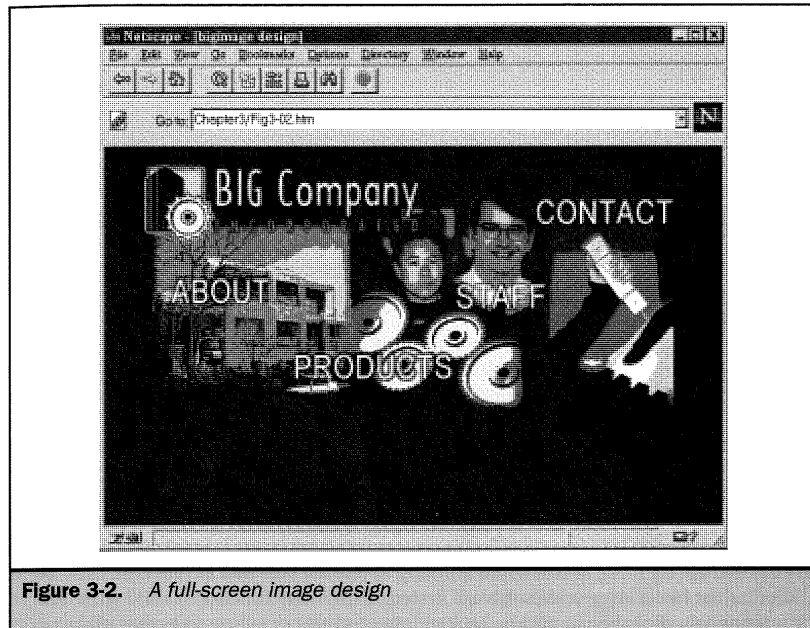 Netscape - [bigimage design]
File Edit View Go Bookmarks Options Directory Window Help
Go to: Chapter3/Fig3-02.htm
N
BIG Company
CONTACT
ABOUT
STAFF
PRODUCTS
Figure 3-2. A full-screen image design